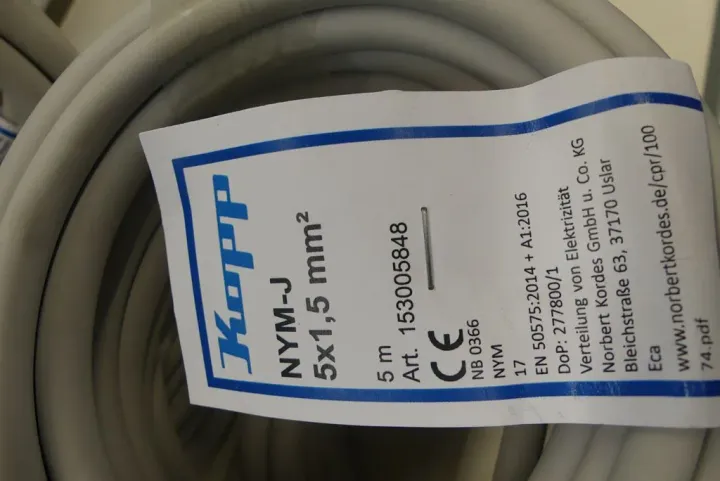 Kopp
NYM-J
5x1,5 mm²
5 m
Art. 153005848
CE
NB 0366
NYM
17
EN 50575:2014 + A1:2016
DoP: 277800/1
Verteilung von Elektrizität
Norbert Kordes GmbH u. Co. KG
Bleichstraße 63, 37170 Uslar
Eca
www.norbertkordes.de/cpr/100
74.pdf